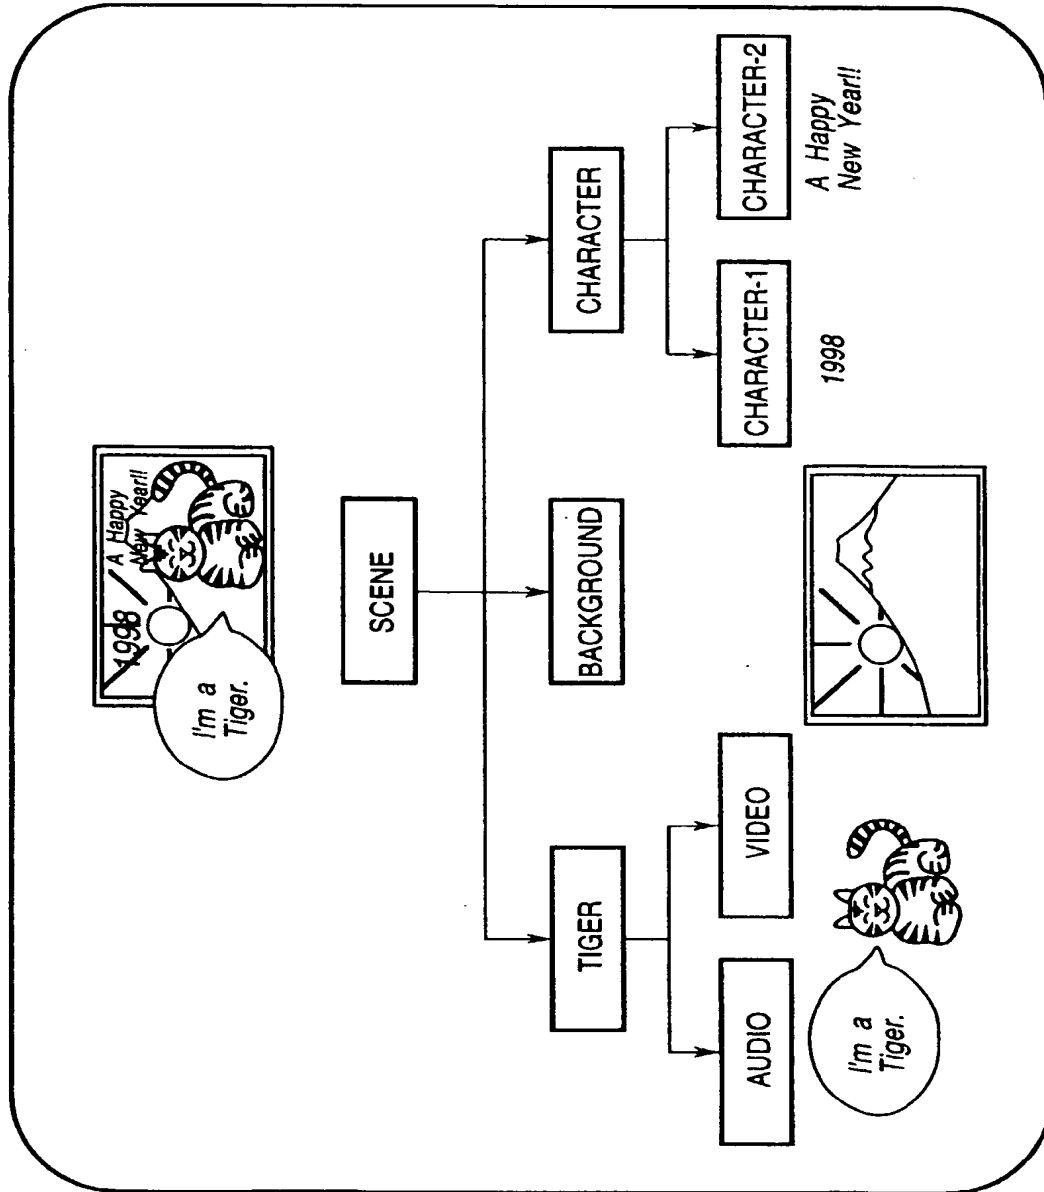 1998
A Happy
New Year!!
I'm a
Tiger.
SCENE
TIGER
BACKGROUND
CHARACTER
AUDIO
VIDEO
CHARACTER-1
CHARACTER-2
I'm a
Tiger.
1998
A Happy
New Year!!